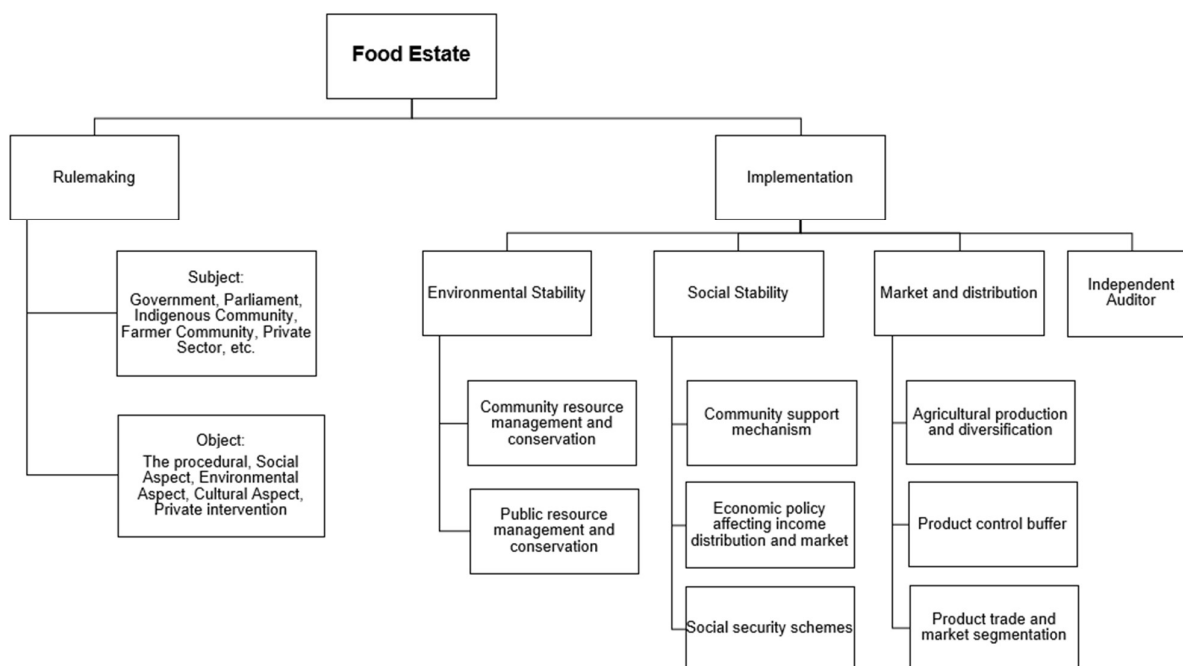 Food Estate
Rulemaking
Implementation
Subject:
Government, Parliament,
Indigenous Community,
Farmer Community, Private
Sector, etc.
Object:
The procedural, Social
Aspect, Environmental
Aspect, Cultural Aspect,
Private intervention
Environmental Stability
Community resource
management and
conservation
Public resource
management and
conservation
Social Stability
Community support
mechanism
Economic policy
affecting income
distribution and market
Social security schemes
Market and distribution
Agricultural production
and diversification
Product control buffer
Product trade and
market segmentation
Independent
Auditor